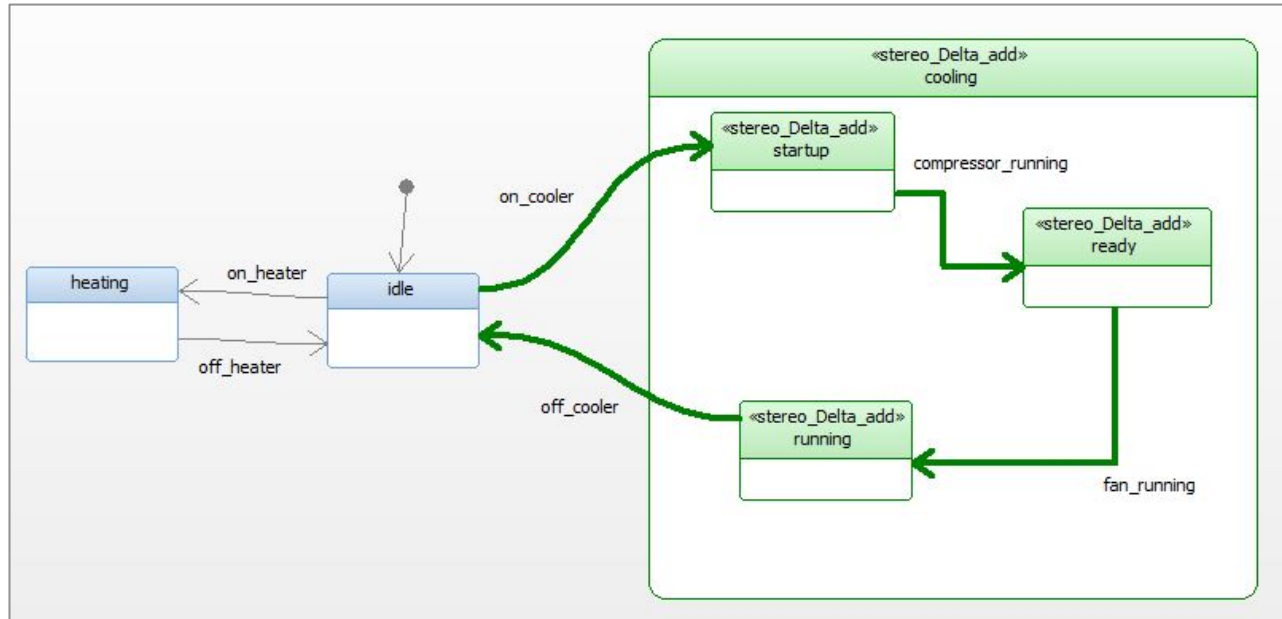 «stereo_Delta_add»
cooling
«stereo_Delta_add»
startup
compressor_running
on_cooler
«stereo_Delta_add»
ready
on_heater
heating
idle
off_heater
off_cooler
«stereo_Delta_add»
running
fan_running